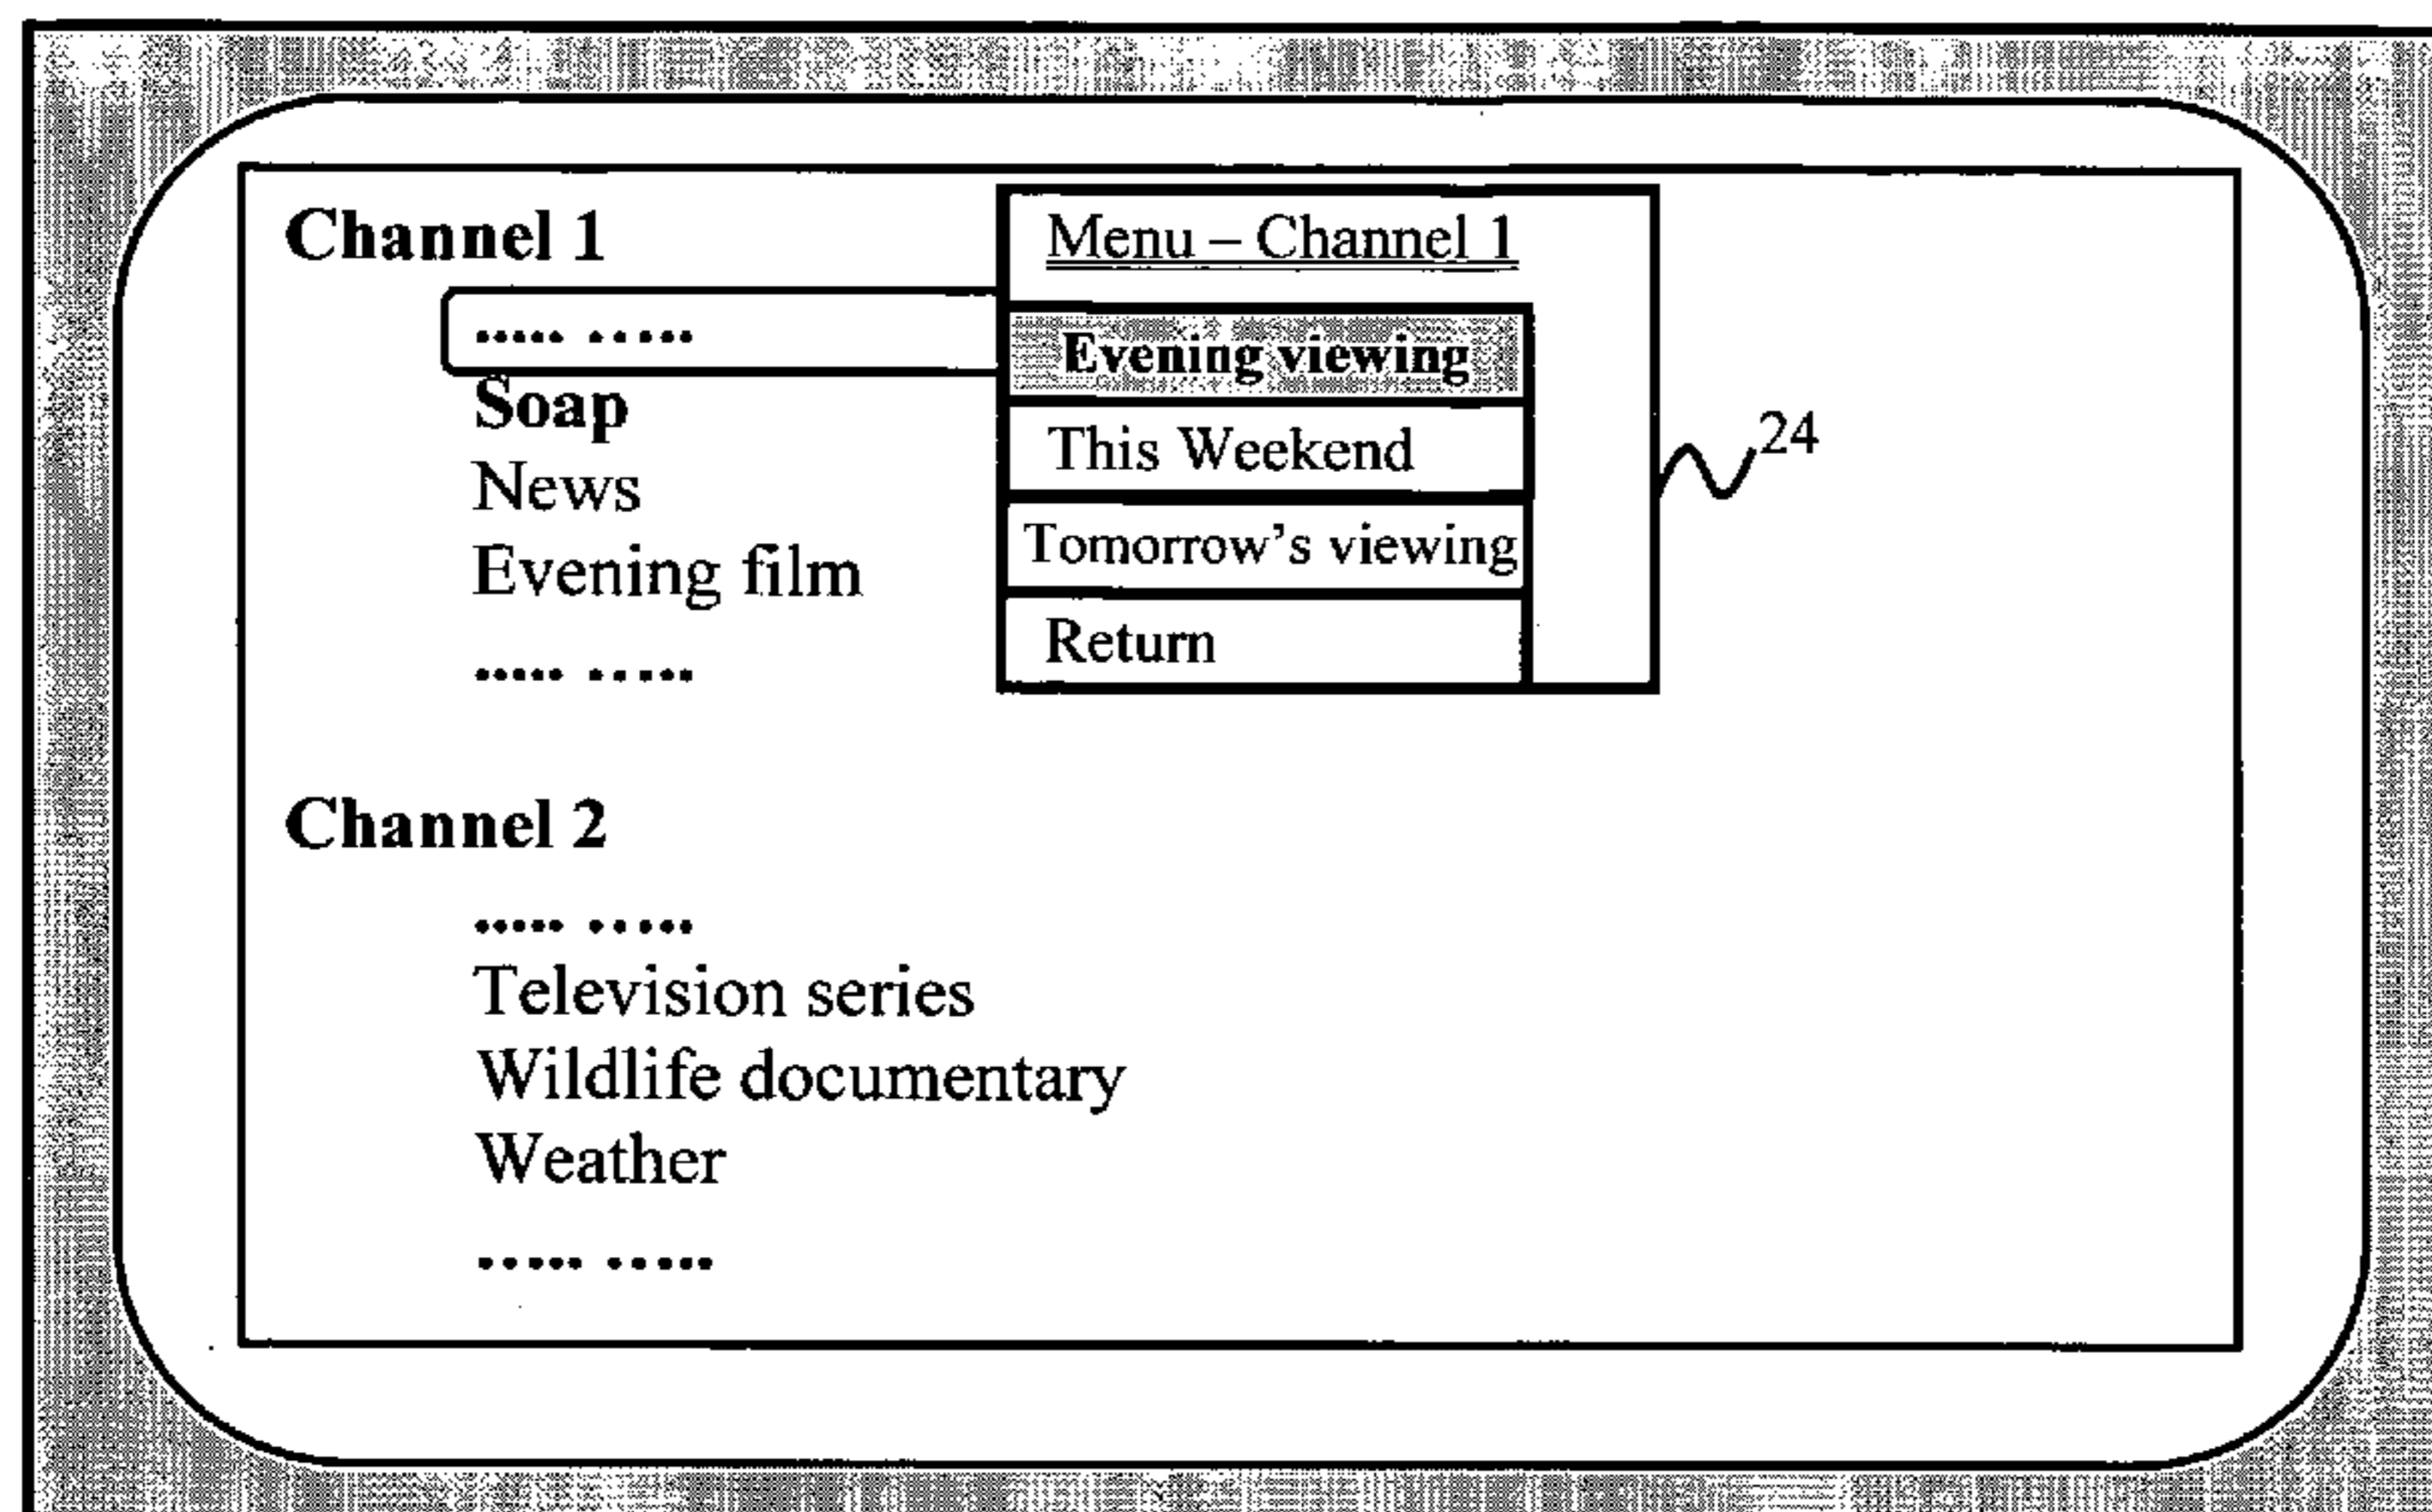 Channel 1
..... .....
Soap
News
Evening film
..... .....
Menu – Channel 1
Evening viewing
This Weekend
Tomorrow's viewing
Return
24
Channel 2
..... .....
Television series
Wildlife documentary
Weather
..... .....